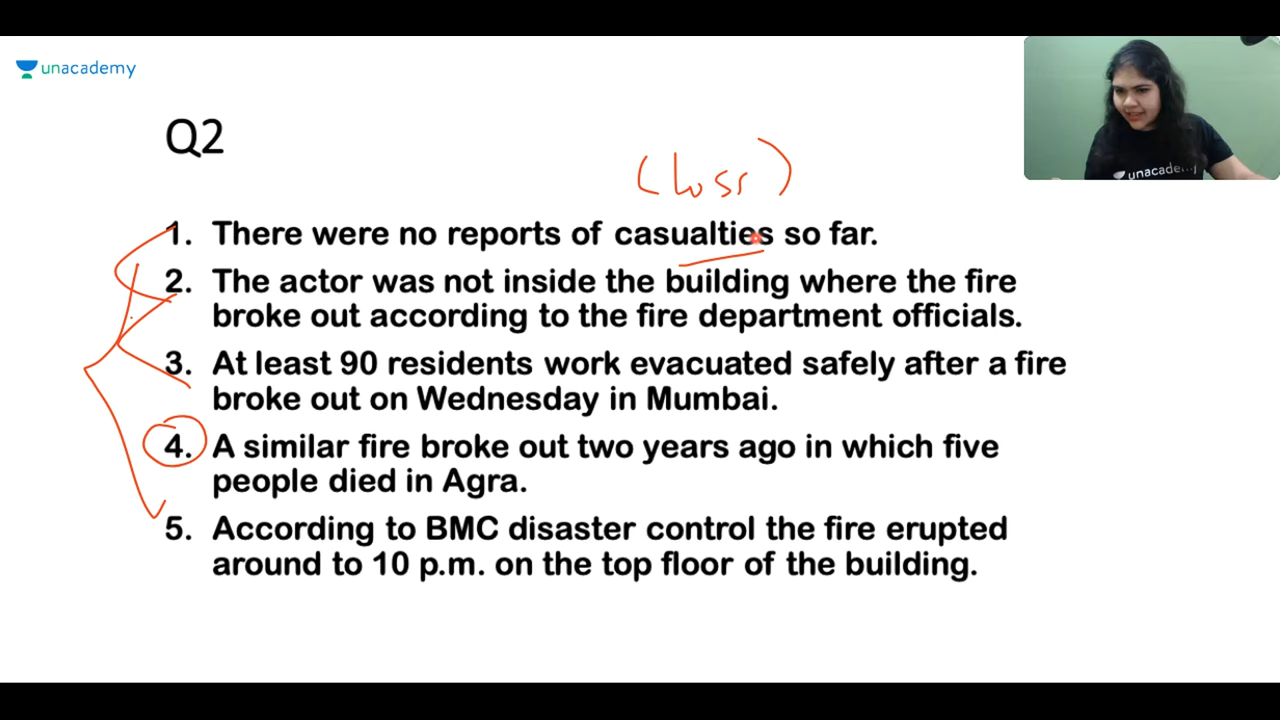 unacademy
Q2
(loss)
1. There were no reports of casualties so far.
2. The actor was not inside the building where the fire
broke out according to the fire department officials.
3. At least 90 residents work evacuated safely after a fire
broke out on Wednesday in Mumbai.
4. A similar fire broke out two years ago in which five
people died in Agra.
5. According to BMC disaster control the fire erupted
around to 10 p.m. on the top floor of the building.
unacademy